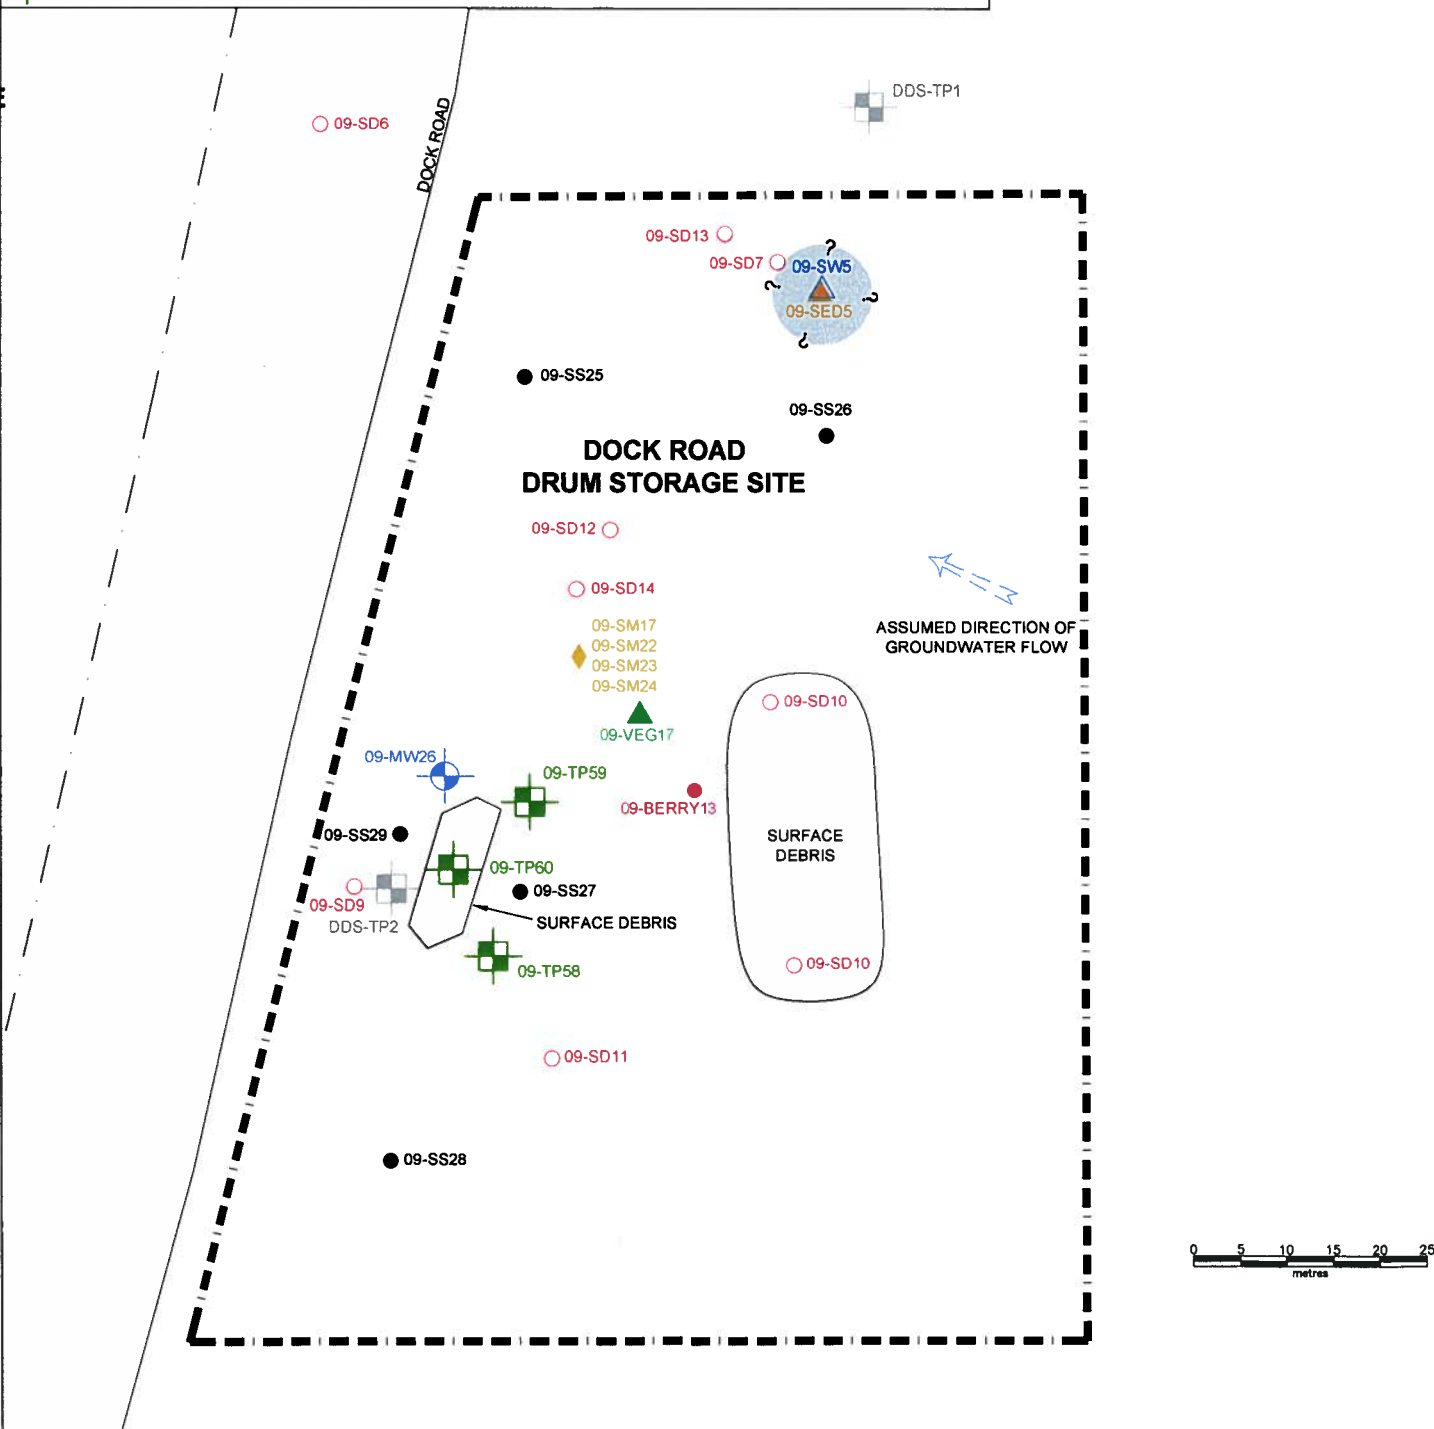 DDS-TP1
09-SD6
DOCK ROAD
09-SD13
09-SD7
?
09-SW5
?
?
09-SED5
?
09-SS25
09-SS26
DOCK ROAD
DRUM STORAGE SITE
09-SD12
09-SD14
ASSUMED DIRECTION OF
GROUNDWATER FLOW
09-SM17
09-SM22
09-SM23
09-SM24
09-SD10
09-VEG17
09-MW26
09-TP59
09-BERRY13
09-SS29
SURFACE
DEBRIS
09-TP60
09-SS27
09-SD9
DDS-TP2
SURFACE DEBRIS
09-SD10
09-TP58
09-SD11
09-SS28
0 5 10 15 20 25
metres